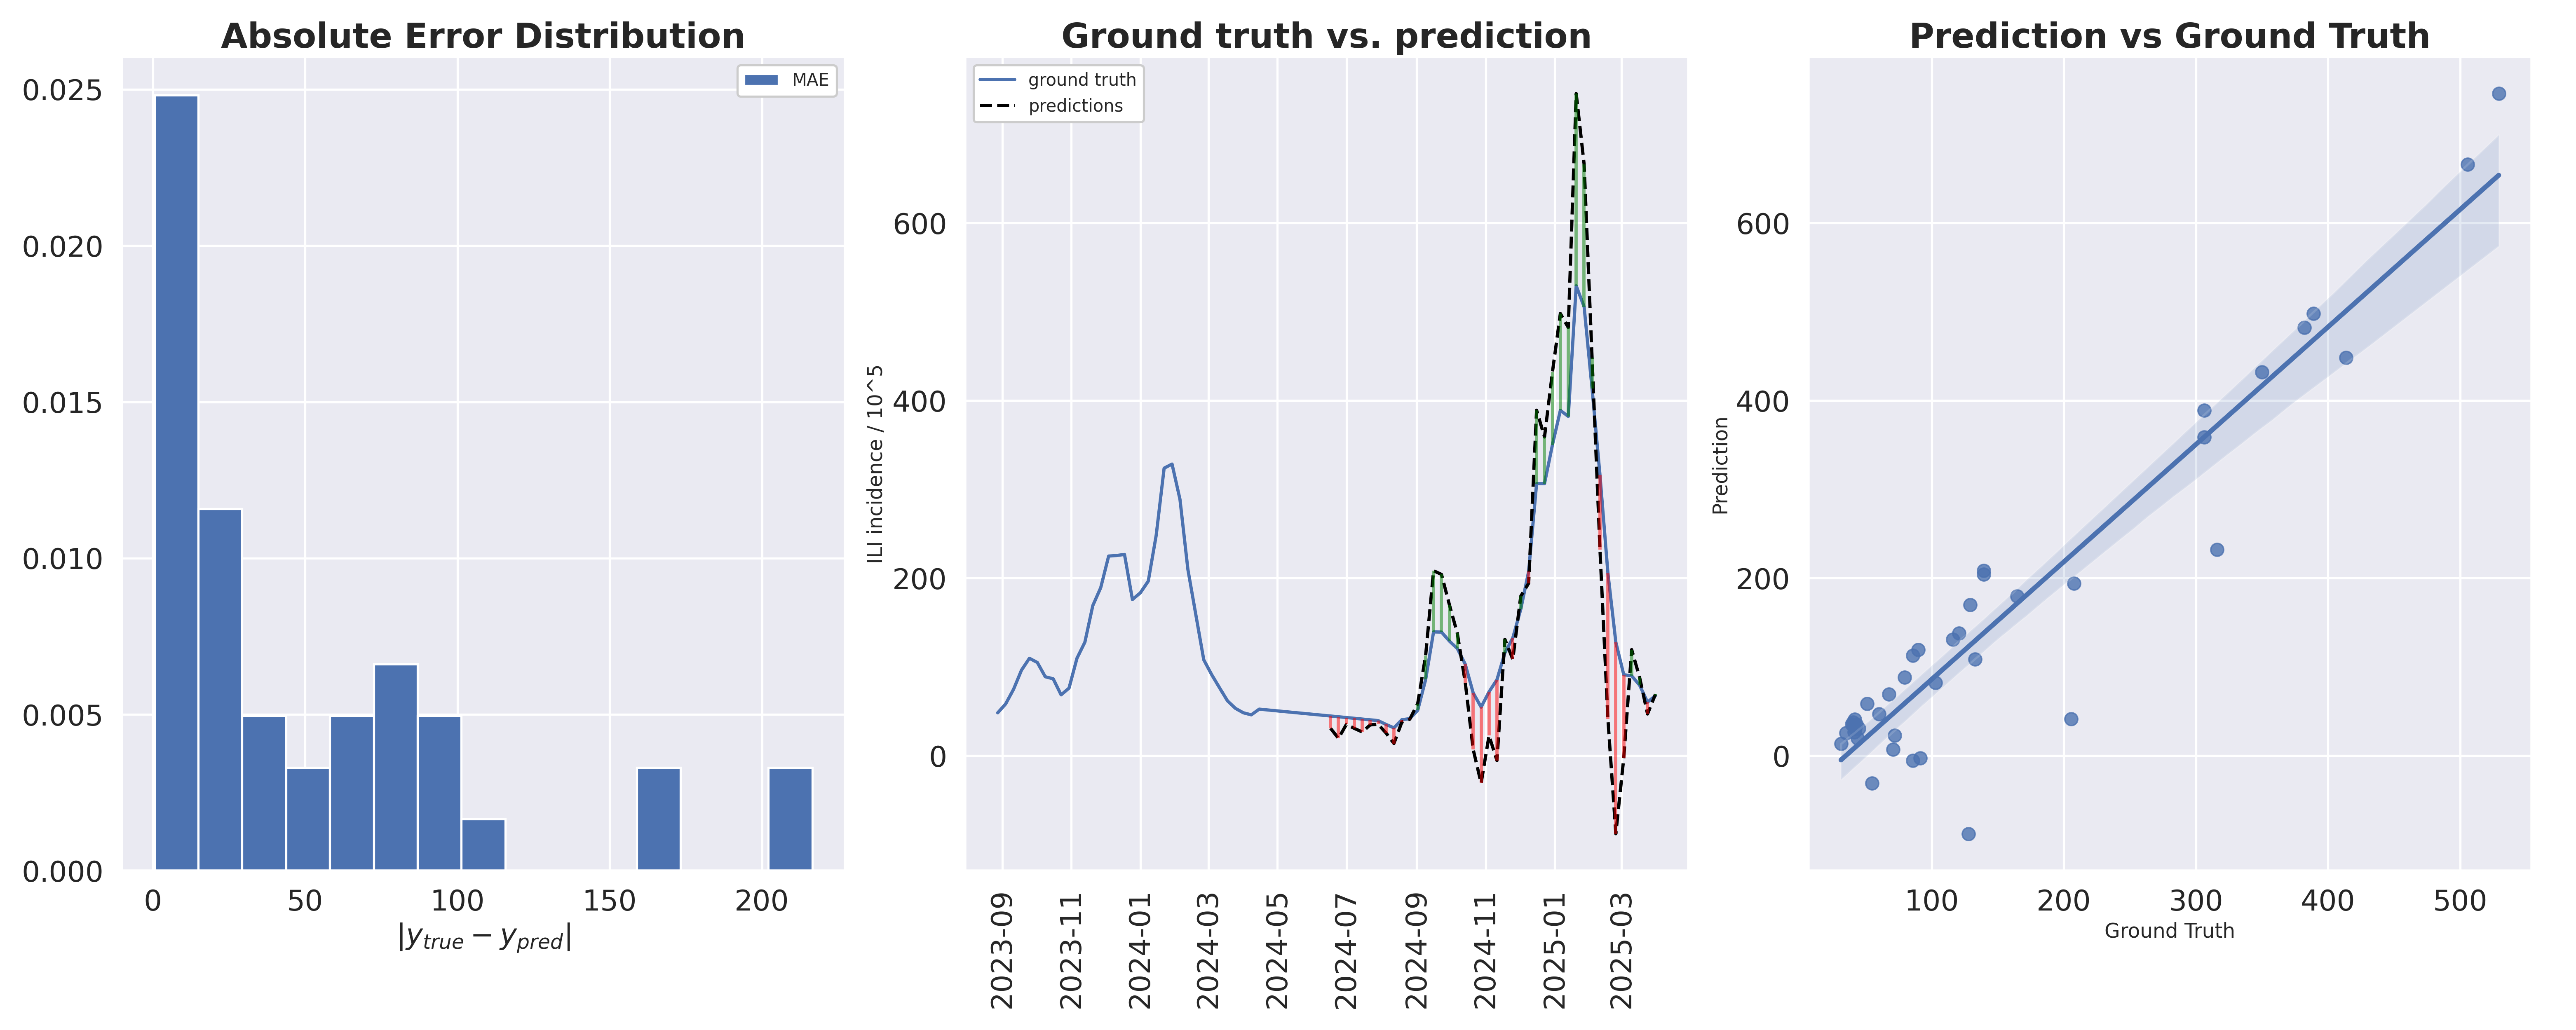 Absolute Error Distribution
MAE
0.025
0.020
0.015
0.010
0.005
0.000
0 50 100 150 200
|y_true − y_pred|
Ground truth vs. prediction
ground truth
predictions
ILI incidence / 10^5
600
400
200
0
2023-09 2023-11 2024-01 2024-03 2024-05 2024-07 2024-09 2024-11 2025-01 2025-03
Prediction vs Ground Truth
Prediction
600
400
200
0
100 200 300 400 500
Ground Truth